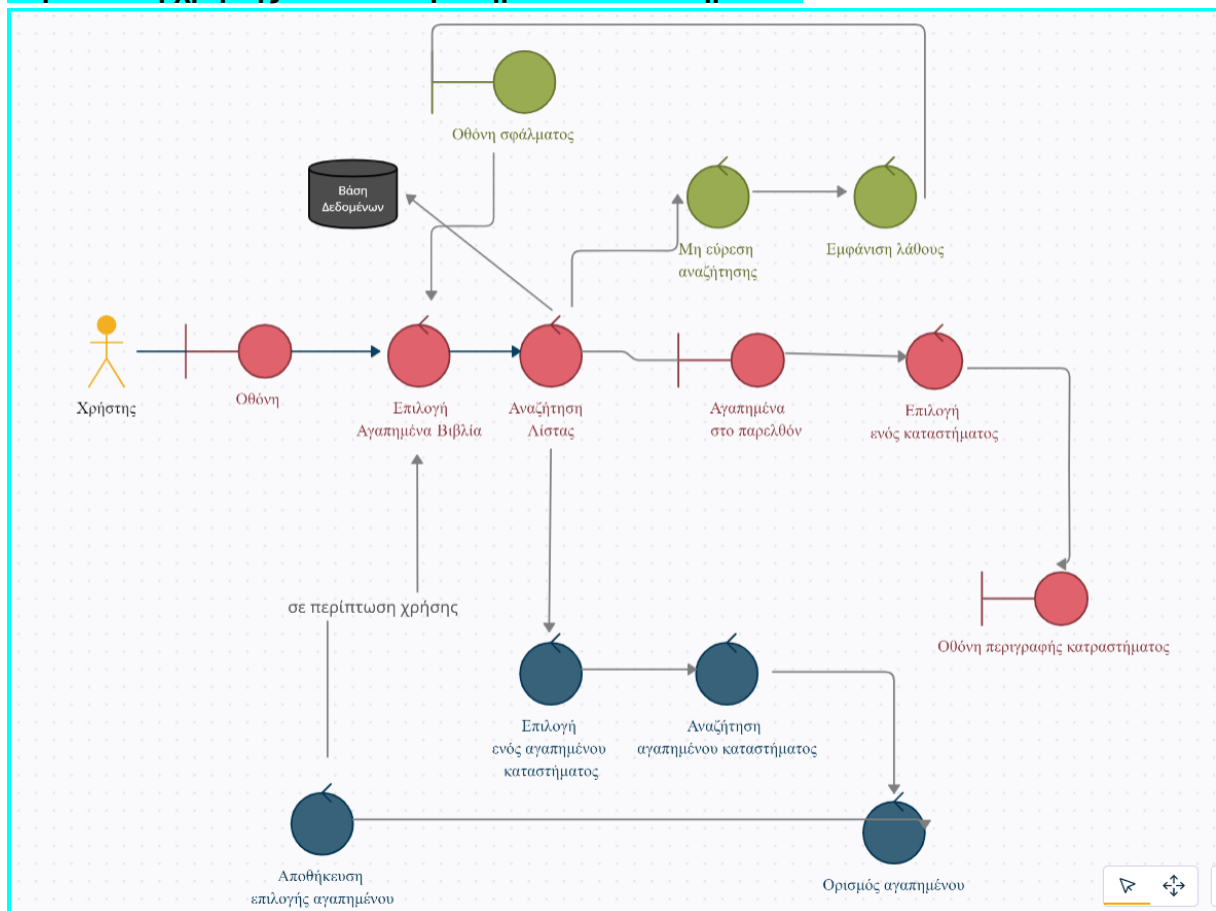 Οθόνη σφάλματος
Βάση
Δεδομένων
Μη εύρεση
αναζήτησης
Εμφάνιση λάθους
Χρήστης
Οθόνη
Επιλογή
Αγαπημένα Βιβλία
Αναζήτηση
Λίστας
Αγαπημένα
στο παρελθόν
Επιλογή
ενός καταστήματος
σε περίπτωση χρήσης
Οθόνη περιγραφής κατραστήματος
Επιλογή
ενός αγαπημένου
καταστήματος
Αναζήτηση
αγαπημένου καταστήματος
Αποθήκευση
επιλογής αγαπημένου
Ορισμός αγαπημένου